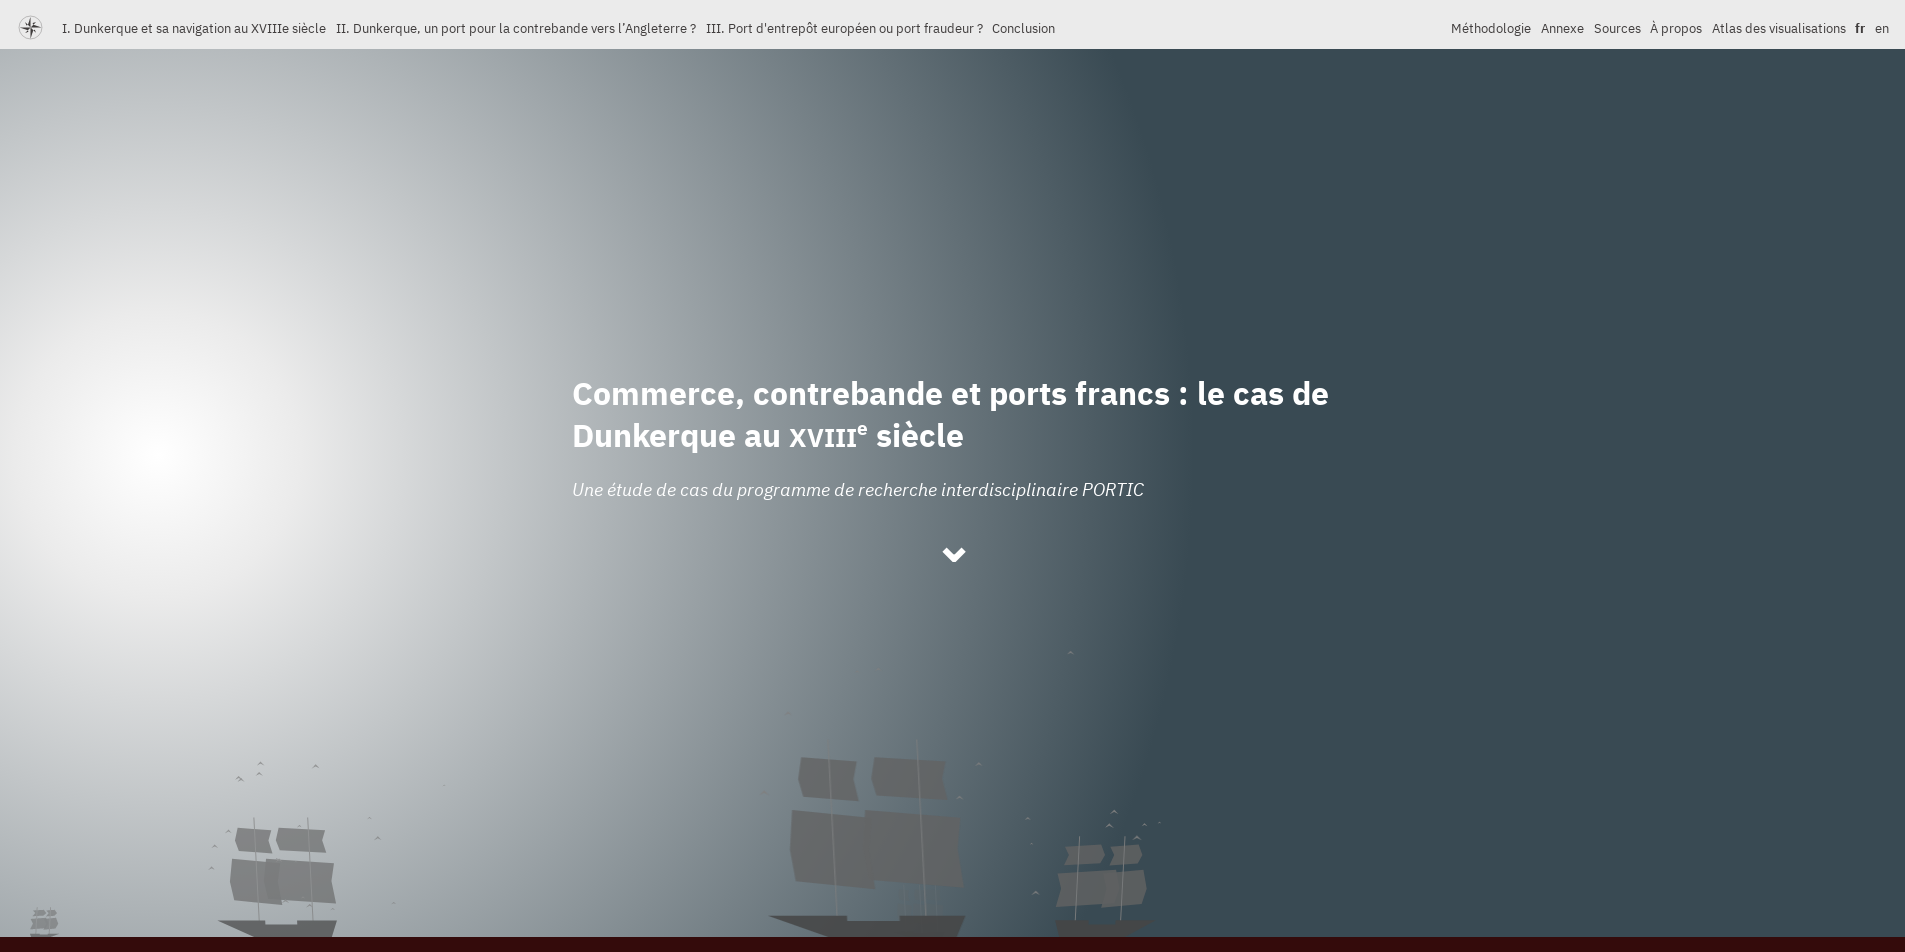 I. Dunkerque et sa navigation au XVIIIe siècle II. Dunkerque, un port pour la contrebande vers l’Angleterre ? III. Port d'entrepôt européen ou port fraudeur ? Conclusion Méthodologie Annexe Sources À propos Atlas des visualisations fr en
Commerce, contrebande et ports francs : le cas de
Dunkerque au XVIIIe siècle
Une étude de cas du programme de recherche interdisciplinaire PORTIC